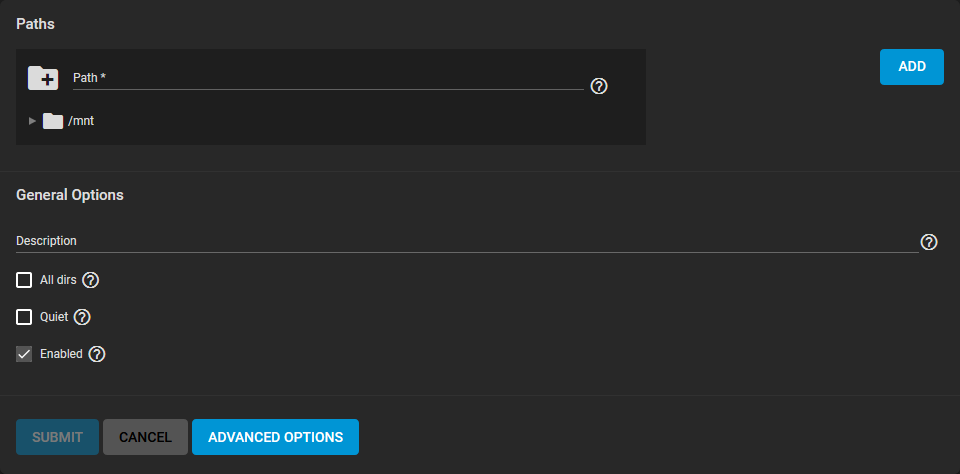 Paths
Path *
ADD
/mnt
General Options
Description
All dirs
Quiet
Enabled
SUBMIT CANCEL ADVANCED OPTIONS